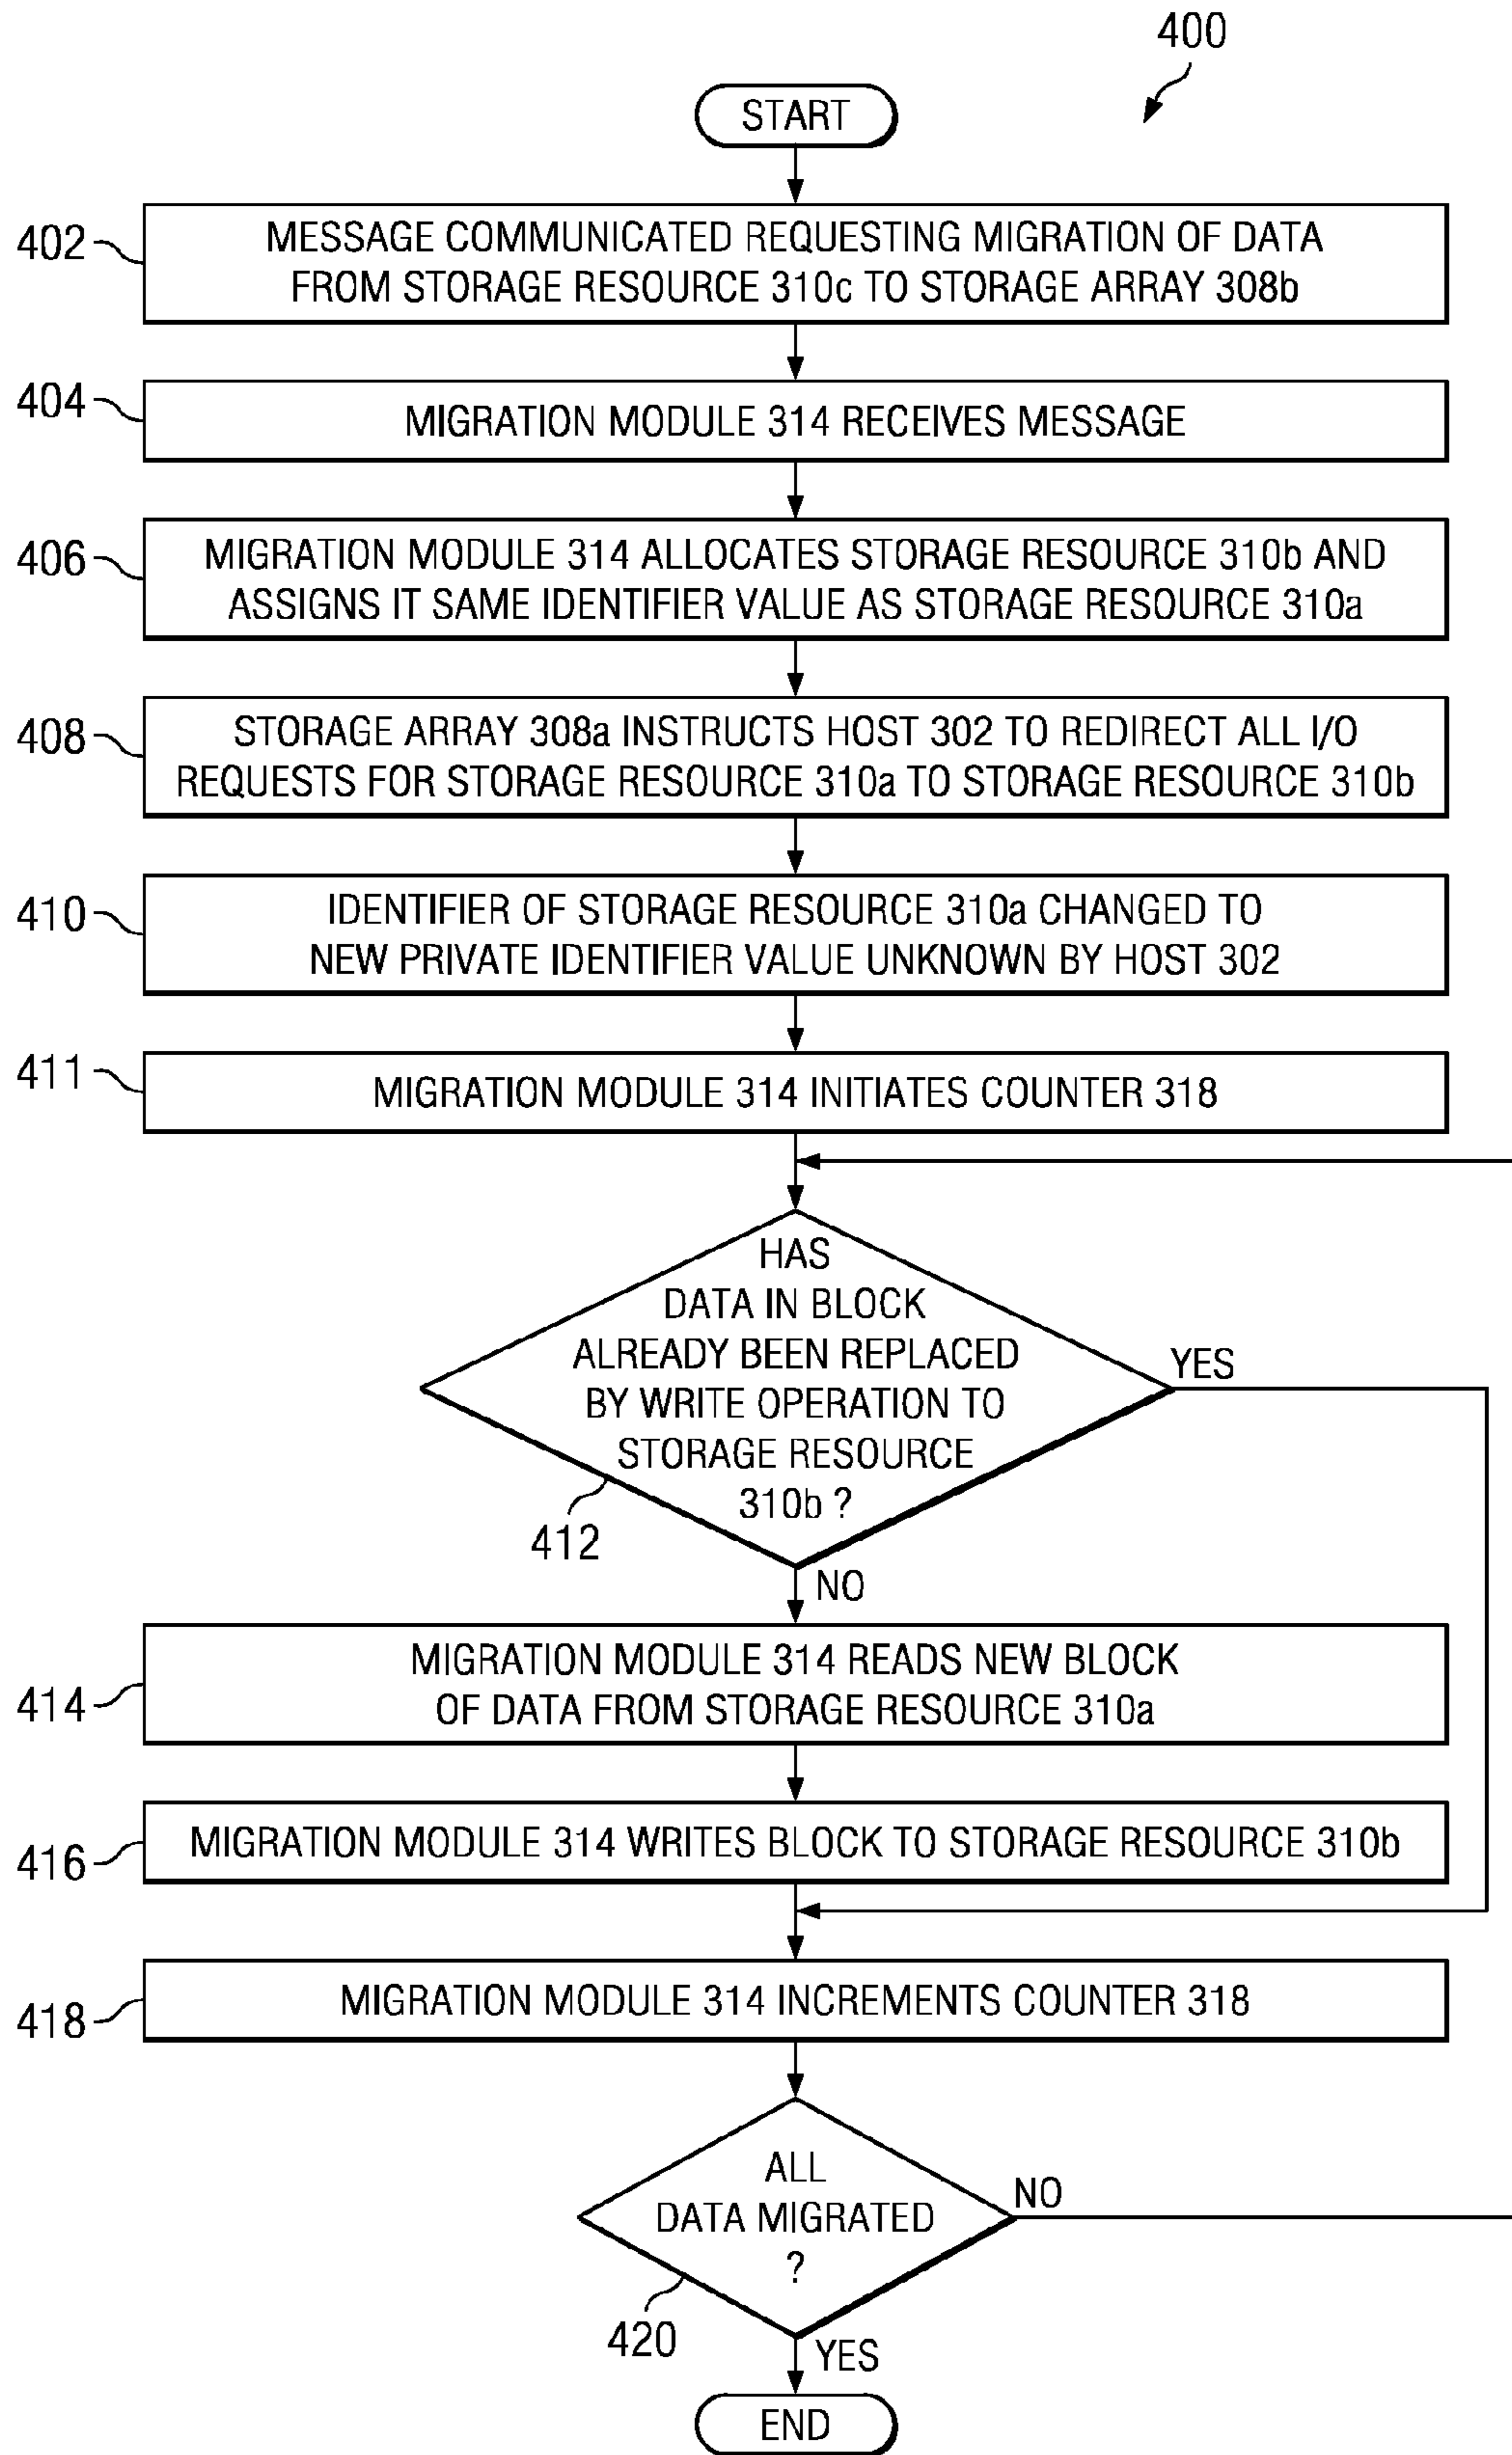 400
START
402
MESSAGE COMMUNICATED REQUESTING MIGRATION OF DATA
FROM STORAGE RESOURCE 310c TO STORAGE ARRAY 308b
404
MIGRATION MODULE 314 RECEIVES MESSAGE
406
MIGRATION MODULE 314 ALLOCATES STORAGE RESOURCE 310b AND
ASSIGNS IT SAME IDENTIFIER VALUE AS STORAGE RESOURCE 310a
408
STORAGE ARRAY 308a INSTRUCTS HOST 302 TO REDIRECT ALL I/O
REQUESTS FOR STORAGE RESOURCE 310a TO STORAGE RESOURCE 310b
410
IDENTIFIER OF STORAGE RESOURCE 310a CHANGED TO
NEW PRIVATE IDENTIFIER VALUE UNKNOWN BY HOST 302
411
MIGRATION MODULE 314 INITIATES COUNTER 318
HAS
DATA IN BLOCK
ALREADY BEEN REPLACED
BY WRITE OPERATION TO
STORAGE RESOURCE
310b ?
YES
412
NO
MIGRATION MODULE 314 READS NEW BLOCK
OF DATA FROM STORAGE RESOURCE 310a
414
MIGRATION MODULE 314 WRITES BLOCK TO STORAGE RESOURCE 310b
416
MIGRATION MODULE 314 INCREMENTS COUNTER 318
418
ALL
DATA MIGRATED
?
NO
420
YES
END